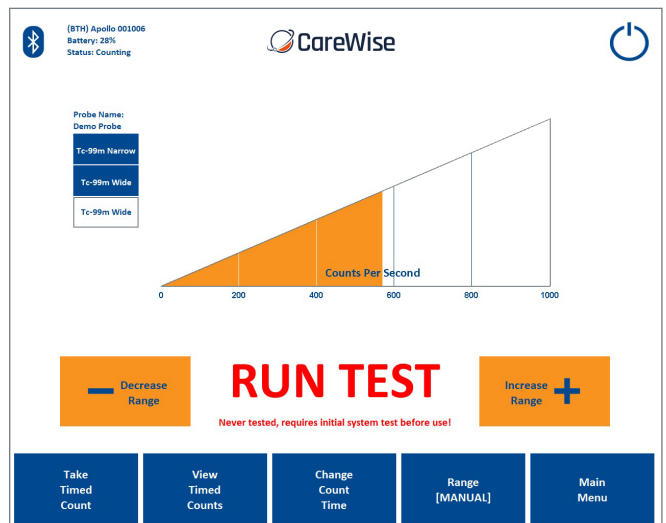 (BTH) Apollo 001006
Battery: 28%
Status: Counting
CareWise
Probe Name:
Demo Probe
Tc-99m Narrow
Tc-99m Wide
Tc-99m Wide
Counts Per Second
0 200 400 600 800 1000
Decrease
Range
RUN TEST
Never tested, requires initial system test before use!
Increase
Range
Take
Timed
Count
View
Timed
Counts
Change
Count
Time
Range
[MANUAL]
Main
Menu